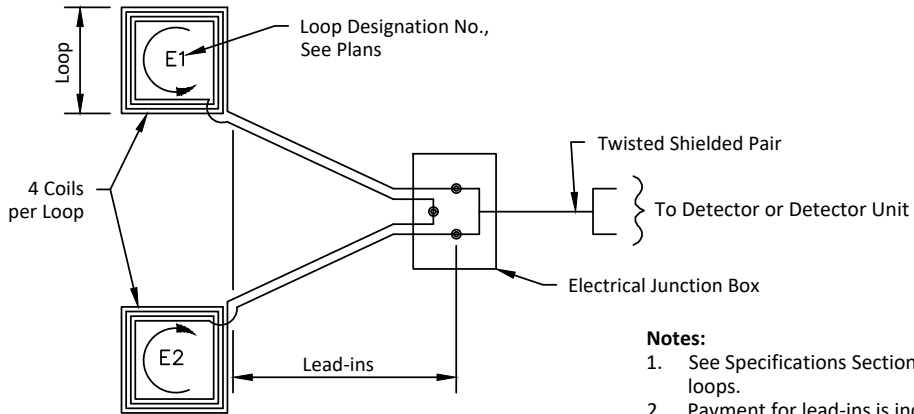 Loop Designation No.,
See Plans
Loop
E1
Twisted Shielded Pair
4 Coils
per Loop
To Detector or Detector Unit
Electrical Junction Box
E2
Lead-ins
Notes:
1. See Specifications Section
loops.
2. Payment for lead-ins is inc